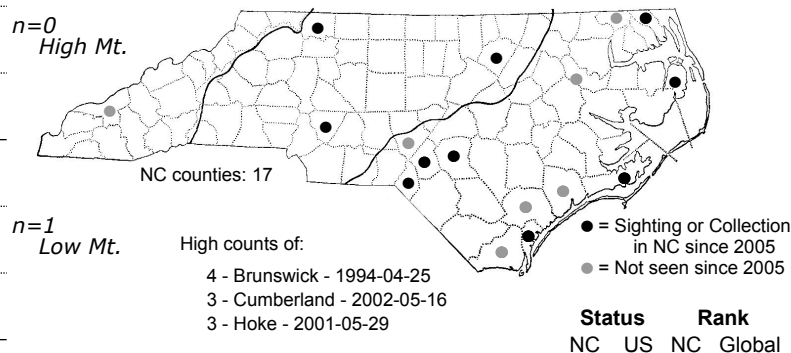 n=0
High Mt.
NC counties: 17
n=1
Low Mt.
High counts of:
4 - Brunswick - 1994-04-25
3 - Cumberland - 2002-05-16
3 - Hoke - 2001-05-29
= Sighting or Collection
in NC since 2005
= Not seen since 2005
Status Rank
NC US NC Global